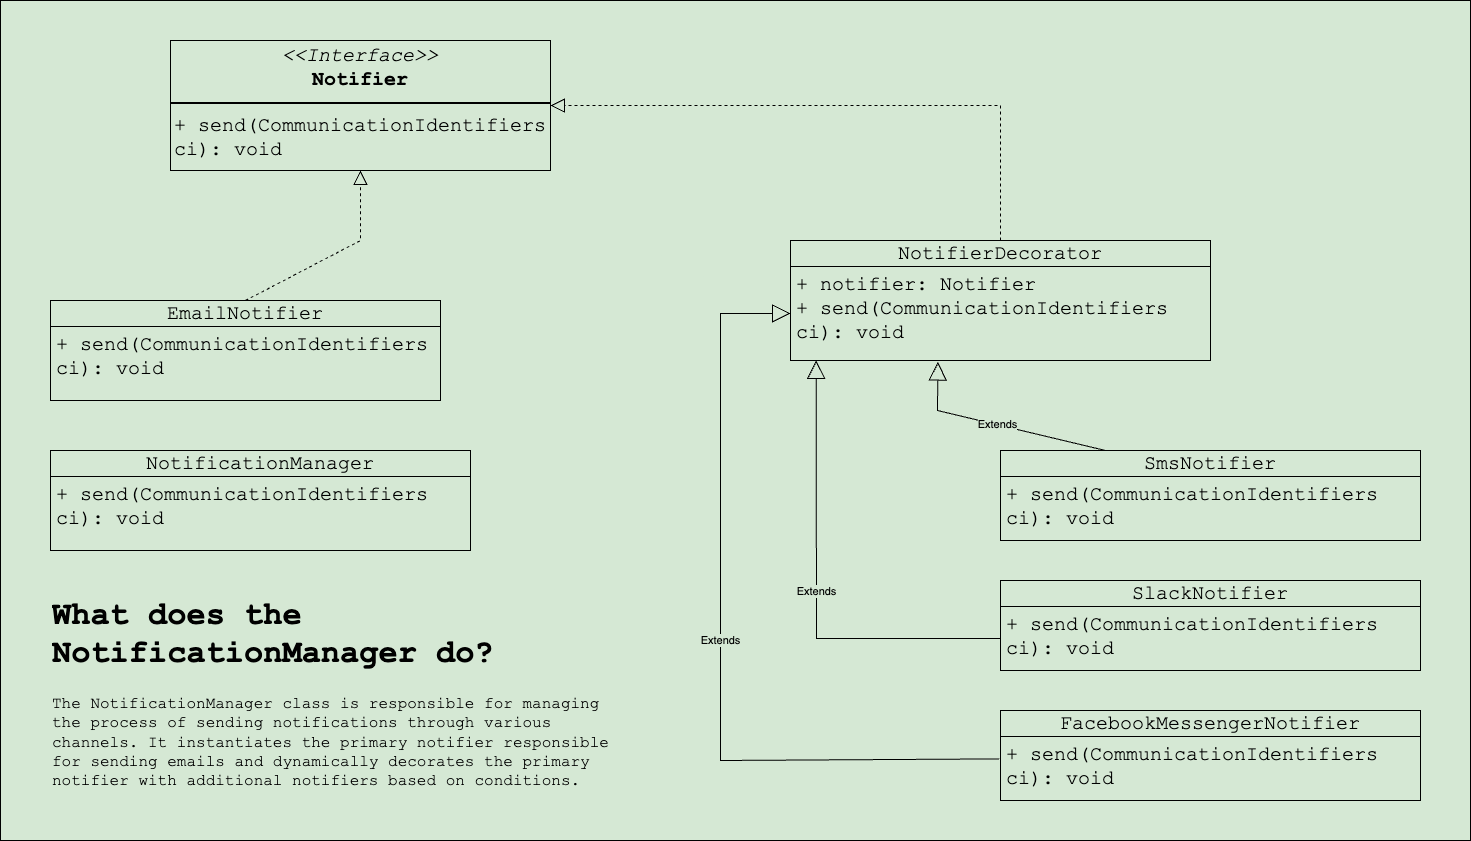 <<Interface>>
Notifier
+ send(CommunicationIdentifiers
ci): void
NotifierDecorator
+ notifier: Notifier
+ send(CommunicationIdentifiers
ci): void
EmailNotifier
+ send(CommunicationIdentifiers
ci): void
Extends
NotificationManager
+ send(CommunicationIdentifiers
ci): void
SmsNotifier
+ send(CommunicationIdentifiers
ci): void
Extends
SlackNotifier
+ send(CommunicationIdentifiers
ci): void
Extends
FacebookMessengerNotifier
+ send(CommunicationIdentifiers
ci): void
What does the
NotificationManager do?
The NotificationManager class is responsible for managing
the process of sending notifications through various
channels. It instantiates the primary notifier responsible
for sending emails and dynamically decorates the primary
notifier with additional notifiers based on conditions.